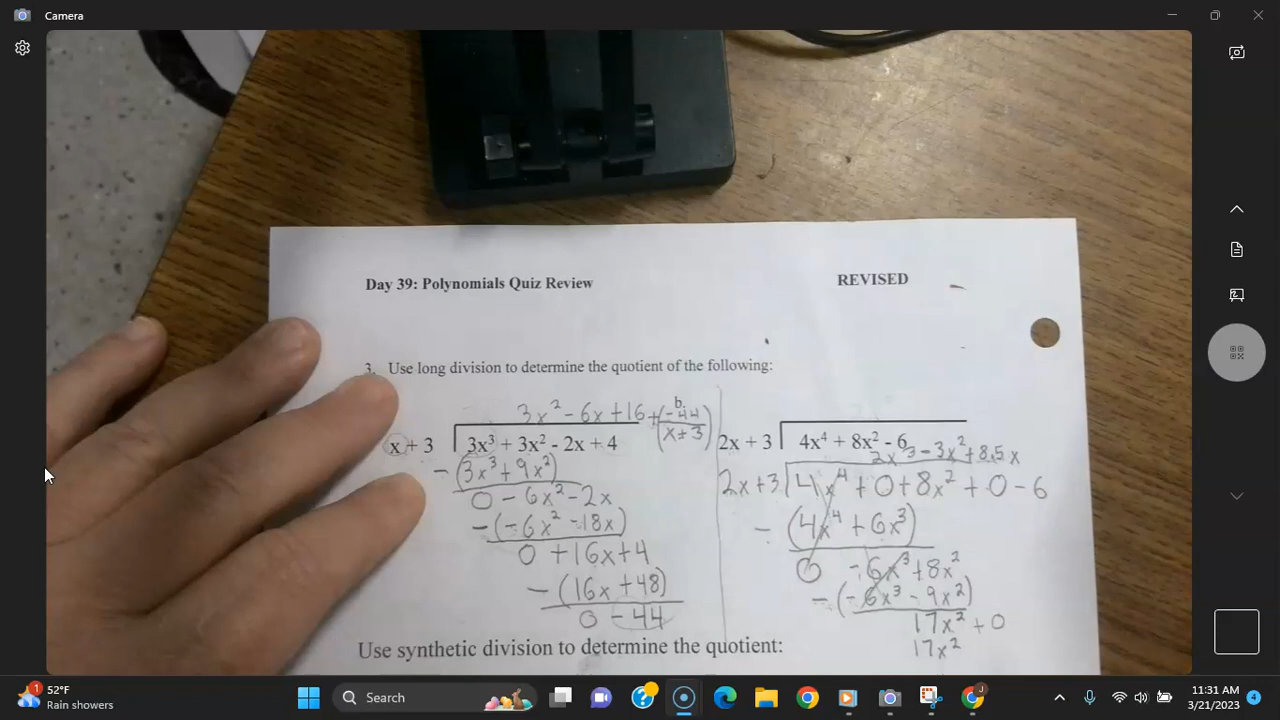 Camera
Day 39: Polynomials Quiz Review
REVISED
3. Use long division to determine the quotient of the following:
3x² - 6x + 16 + (-44 / x + 3)
x + 3 3x³ + 3x² - 2x + 4
- (3x³ + 9x²)
0 - 6x² - 2x
- (-6x² - 18x)
0 + 16x + 4
- (16x + 48)
0 - 44
b.
2x + 3 4x⁴ + 8x² - 6
2x³ - 3x² + 8.5x
2x + 3 4x⁴ + 0 + 8x² + 0 - 6
- (4x⁴ + 6x³)
0 - 6x³ + 8x²
- (-6x³ - 9x²)
17x² + 0
17x²
Use synthetic division to determine the quotient:
1
52°F
Rain showers
Search
11:31 AM
3/21/2023
4